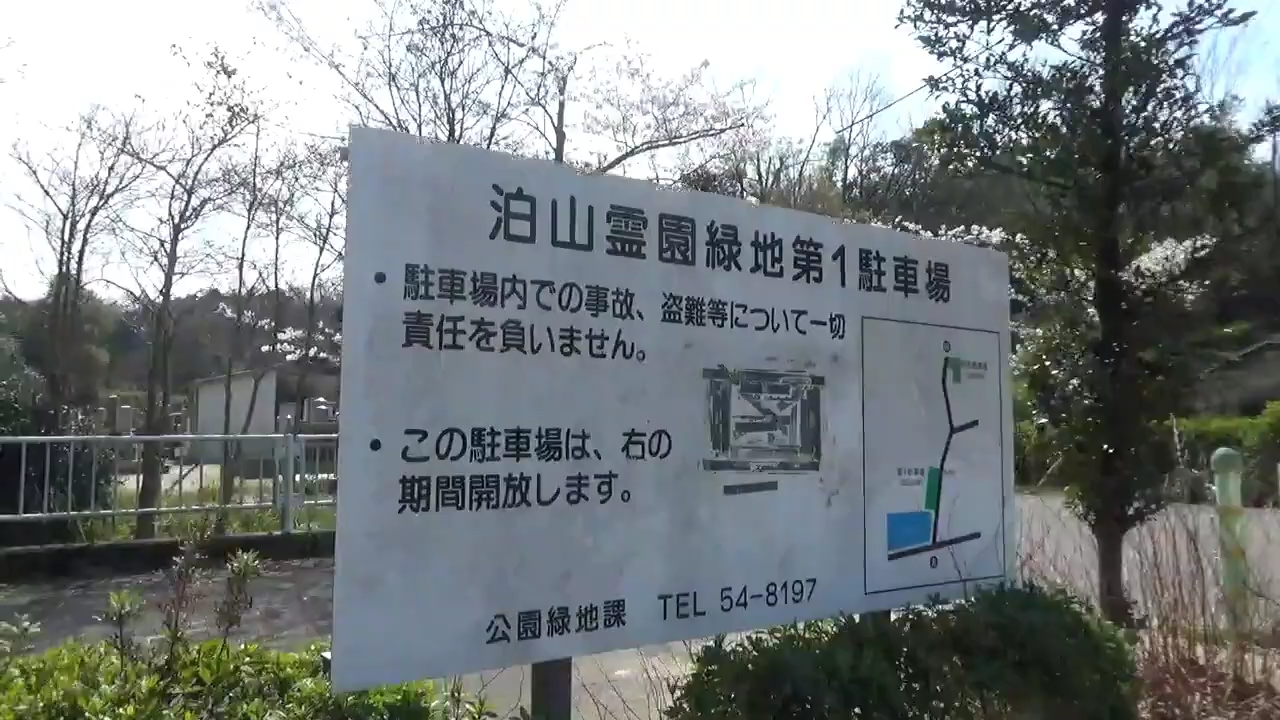 泊山霊園緑地第1駐車場
• 駐車場内での事故、盗難等について一切
責任を負いません。
• この駐車場は、右の
期間開放します。
公園緑地課 TEL 54-8197